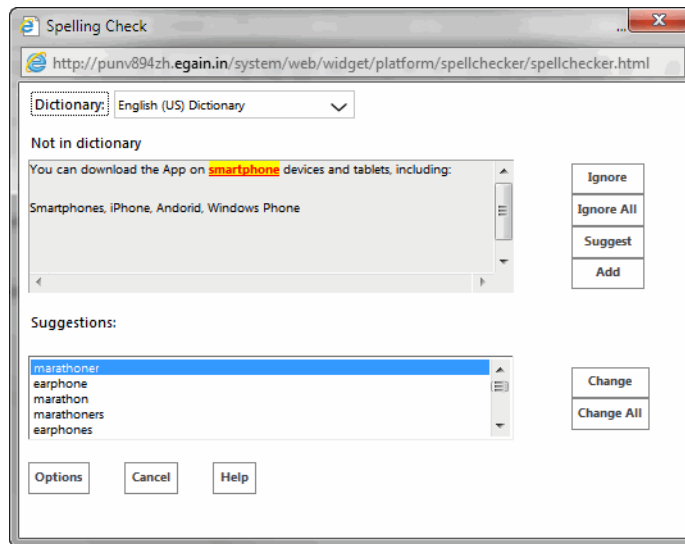 Spelling Check
... X
http://punv894zh.egain.in/system/web/widget/platform/spellchecker/spellchecker.html
Dictionary: English (US) Dictionary
Not in dictionary
You can download the App on smartphone devices and tablets, including:
Smartphones, iPhone, Andorid, Windows Phone
Ignore
Ignore All
Suggest
Add
Suggestions:
marathoner
earphone
marathon
marathoners
earphones
Change
Change All
Options Cancel Help